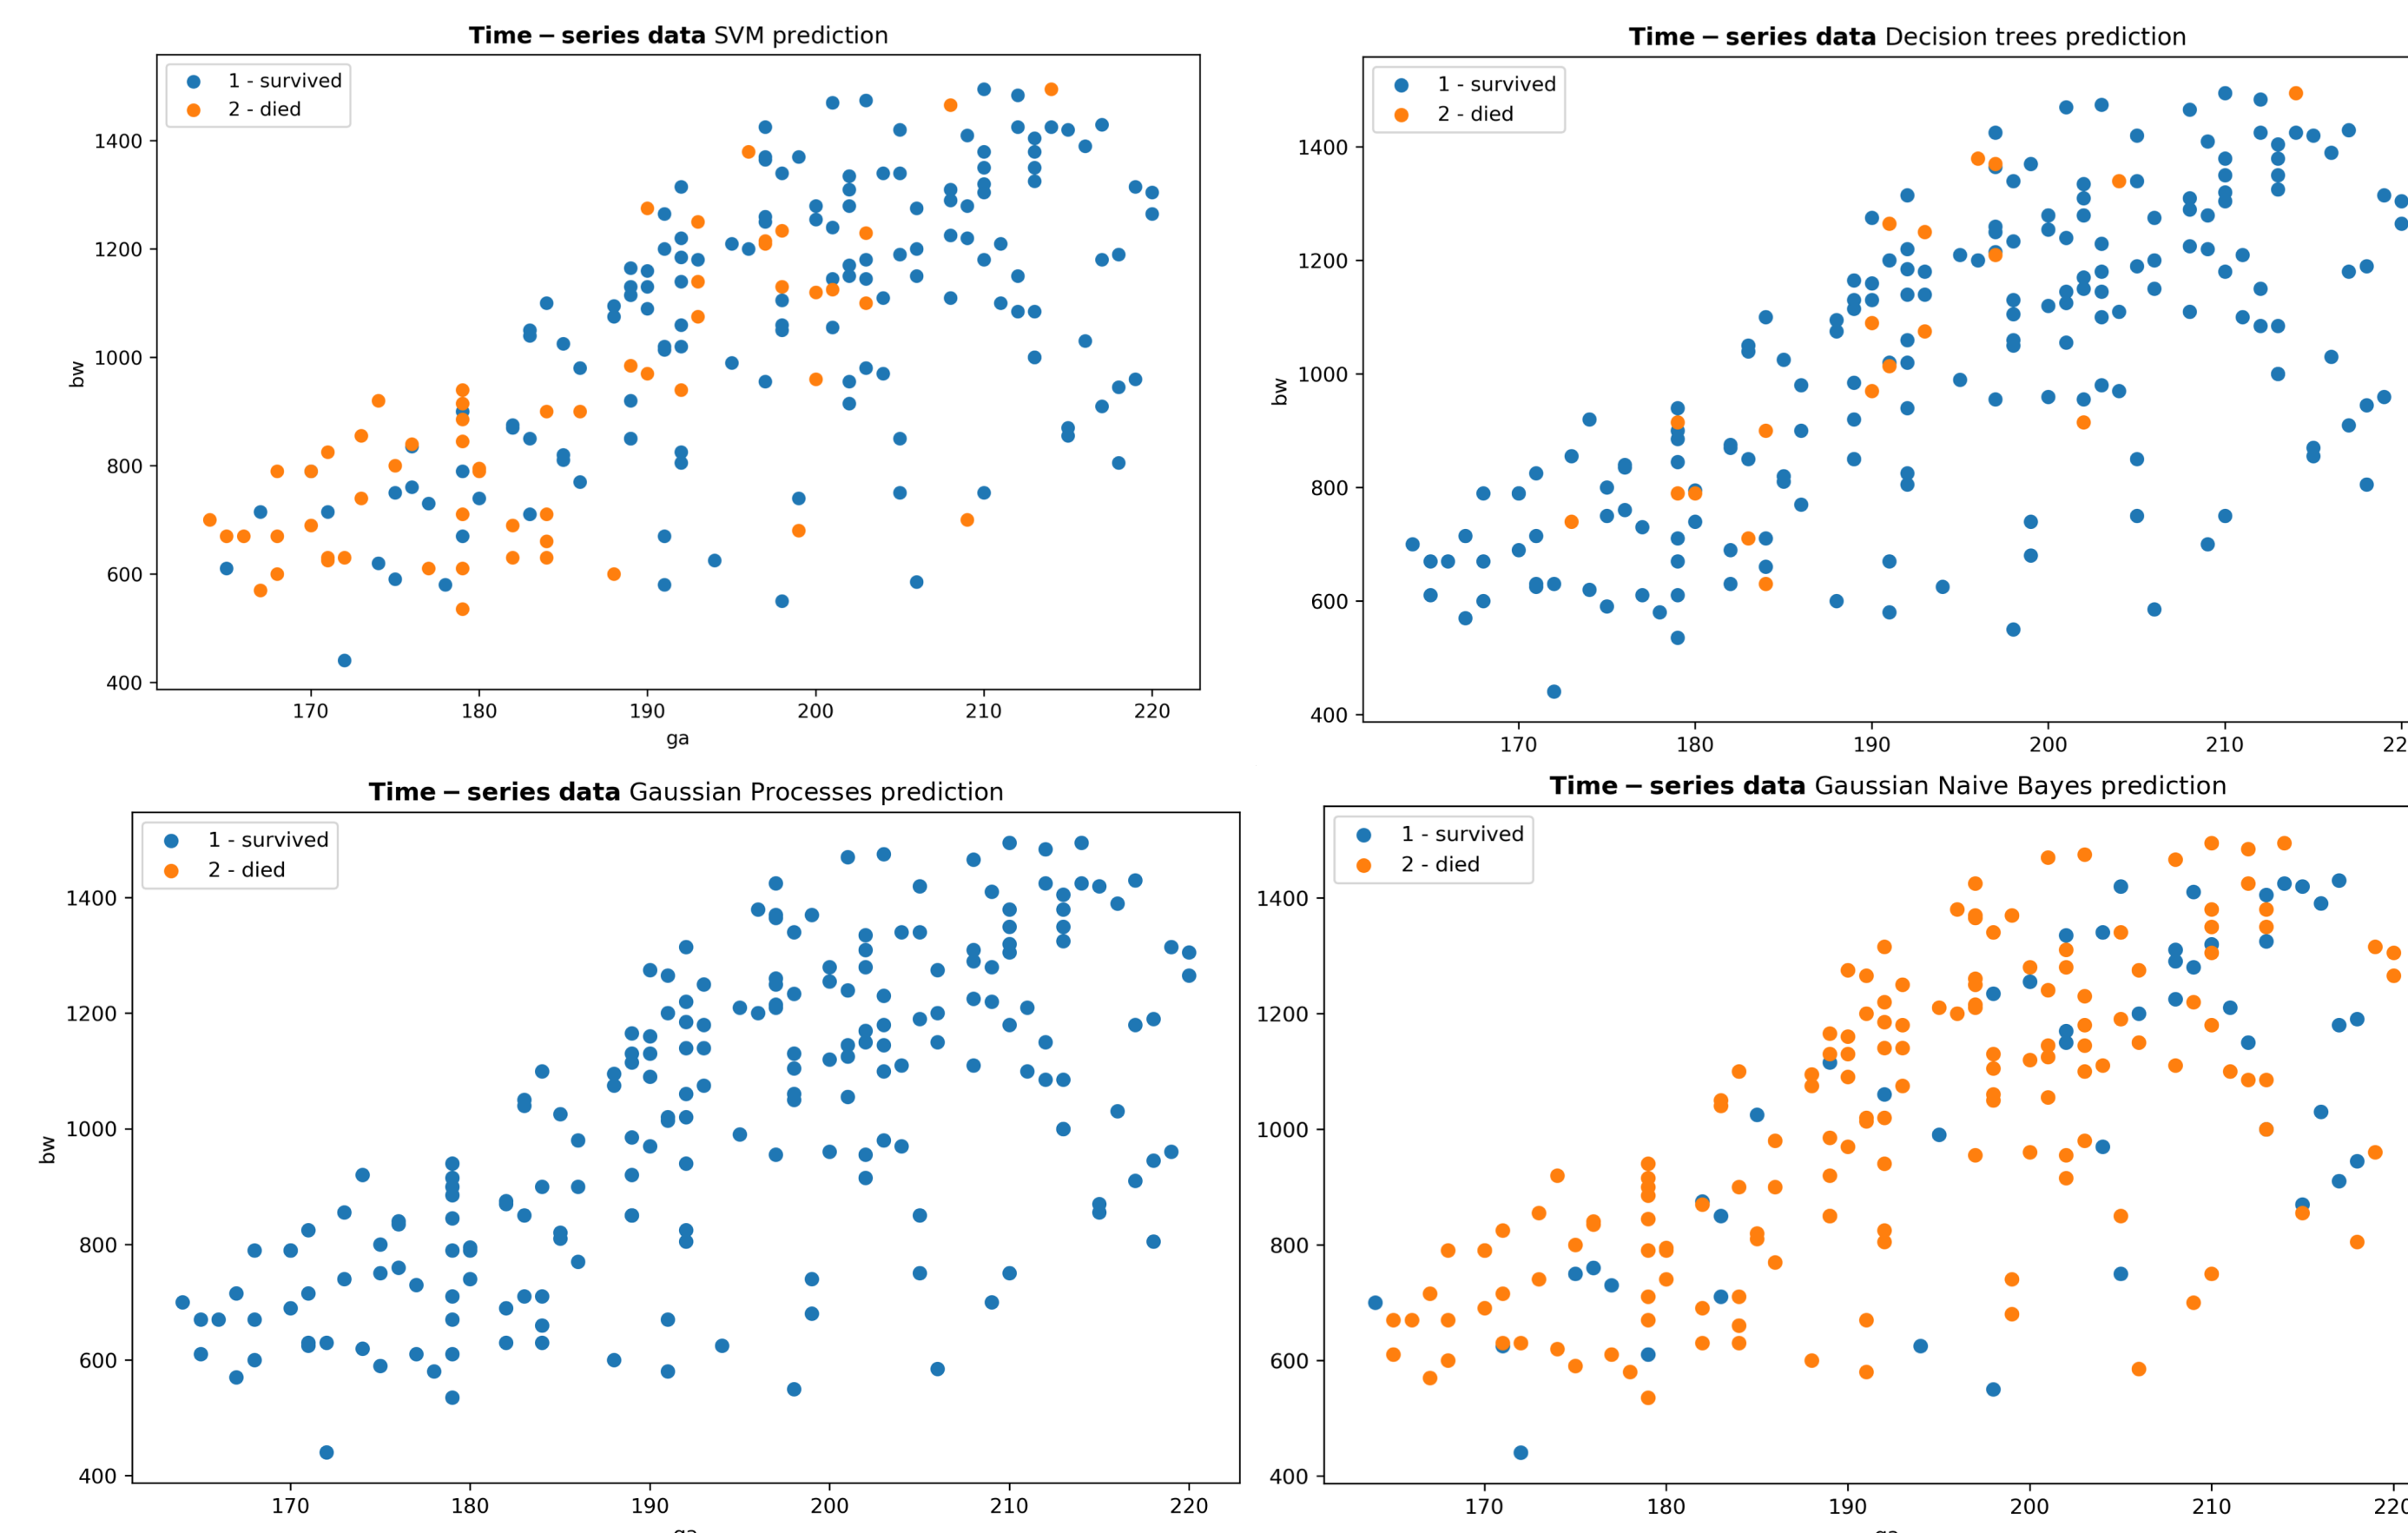 Time – series data SVM prediction
1 - survived
2 - died
1400
1200
1000
800
600
400
bw
170 180 190 200 210 220
ga
Time – series data Decision trees prediction
1 - survived
2 - died
1400
1200
1000
800
600
400
bw
170 180 190 200 210
Time – series data Gaussian Processes prediction
1 - survived
2 - died
1400
1200
1000
800
600
400
bw
170 180 190 200 210 220
ga
Time – series data Gaussian Naive Bayes prediction
1 - survived
2 - died
1400
1200
1000
800
600
400
170 180 190 200 210 220
ga